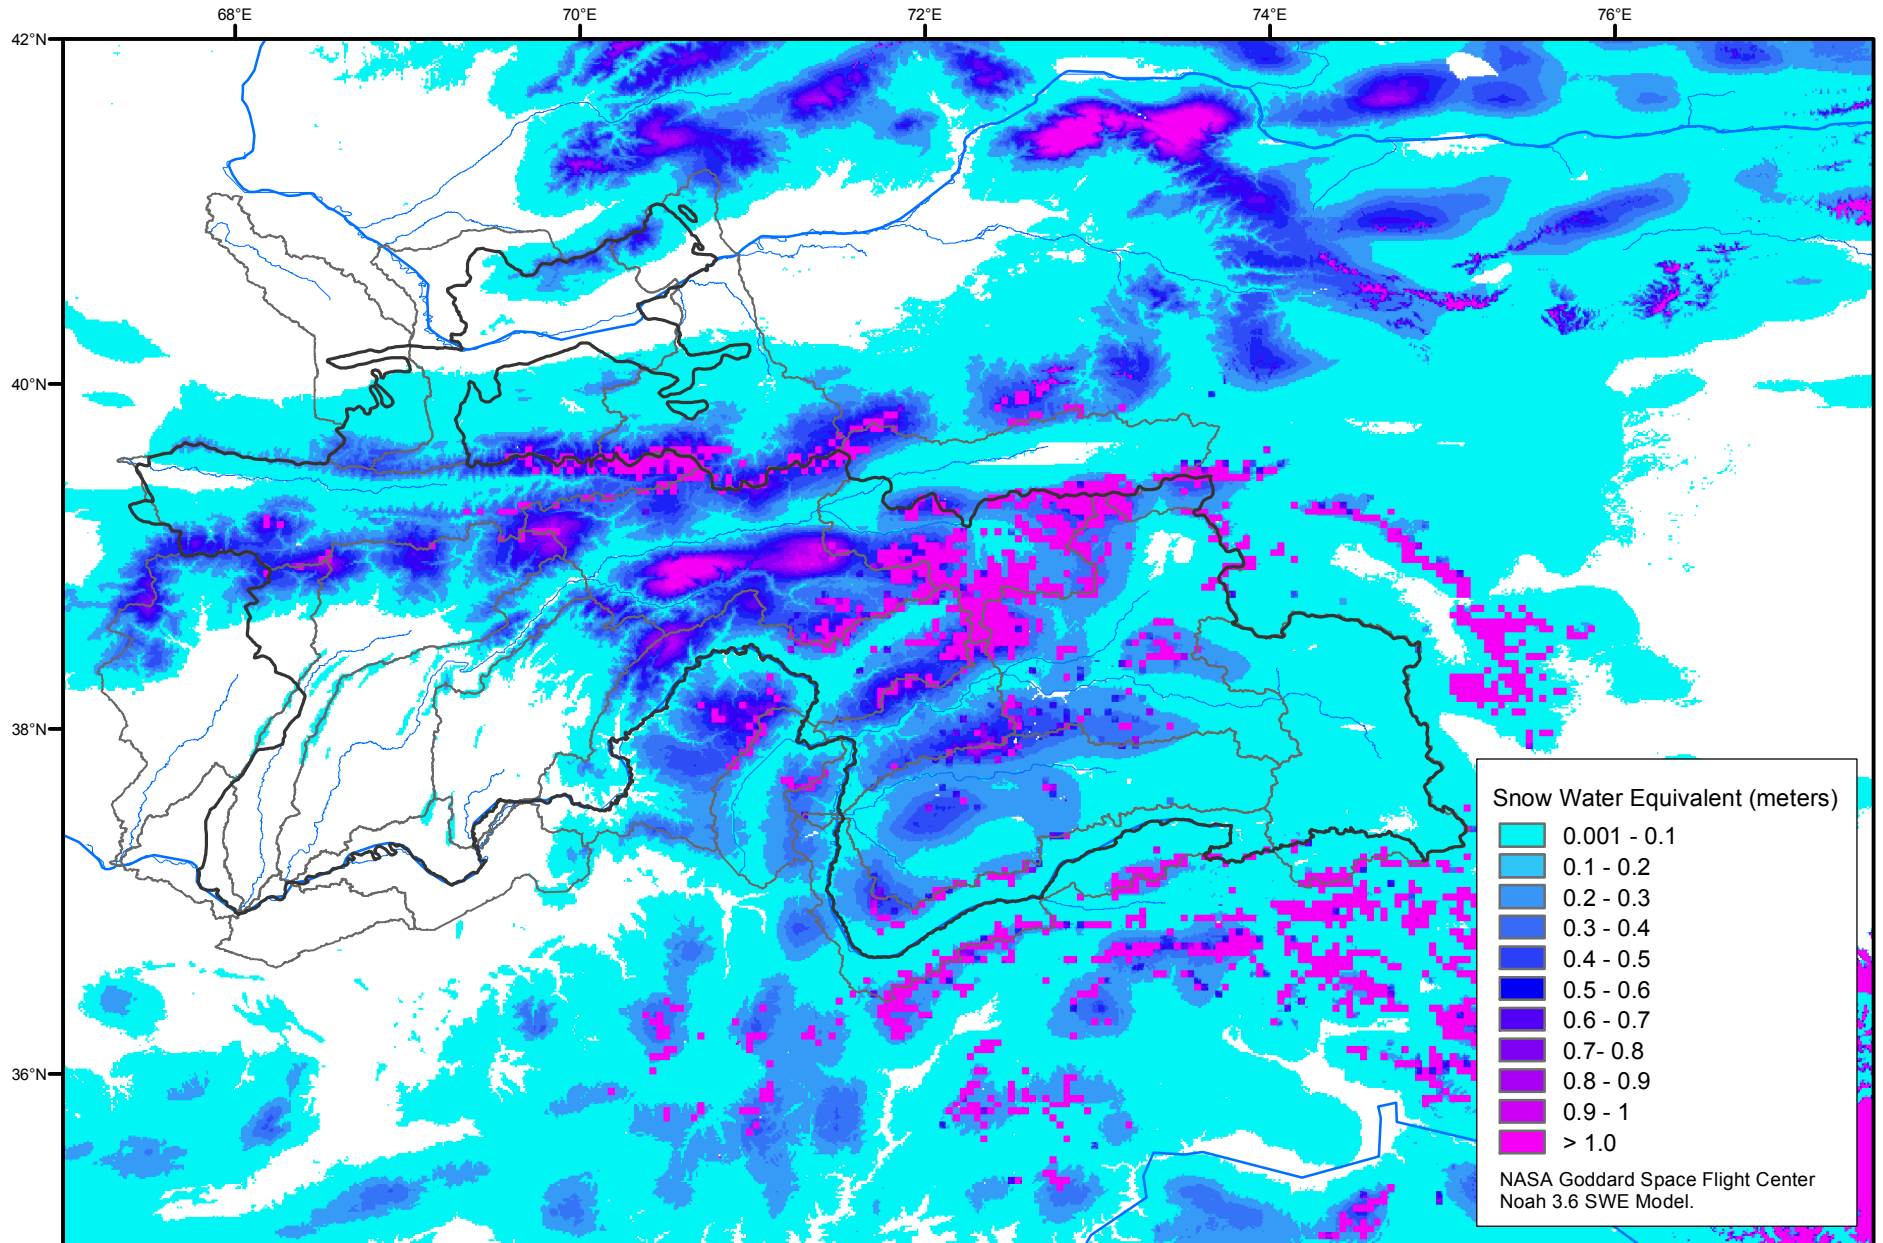 68°E
70°E
72°E
74°E
76°E
42°N
40°N
38°N
36°N
Snow Water Equivalent (meters)
0.001 - 0.1
0.1 - 0.2
0.2 - 0.3
0.3 - 0.4
0.4 - 0.5
0.5 - 0.6
0.6 - 0.7
0.7- 0.8
0.8 - 0.9
0.9 - 1
> 1.0
NASA Goddard Space Flight Center
Noah 3.6 SWE Model.